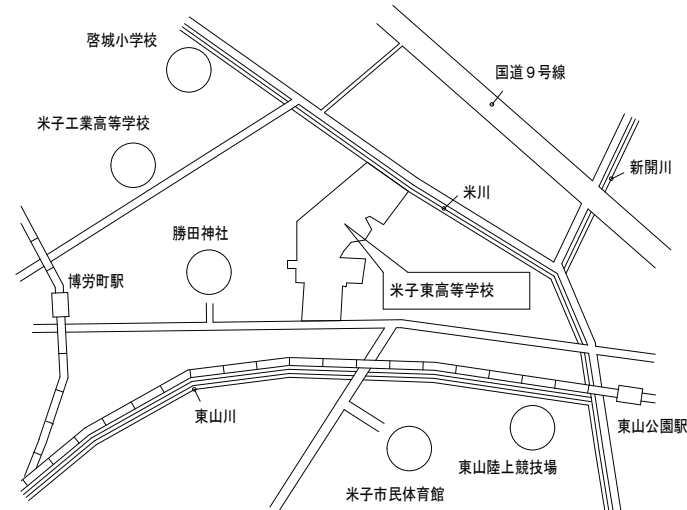 啓城小学校
国道９号線
米子工業高等学校
新開川
米川
勝田神社
博労町駅
米子東高等学校
東山川
東山公園駅
東山陸上競技場
米子市民体育館